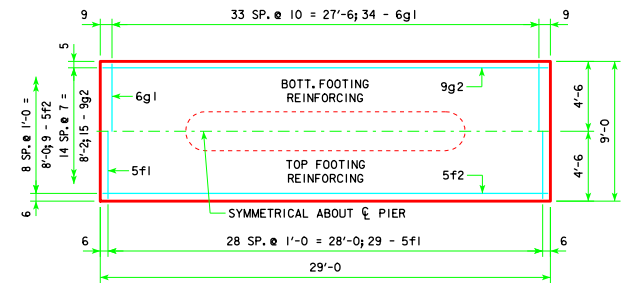 9
33 SP. @ 10 = 27'-6; 34 - 6g1
9
5
8 SP. @ 1'-0 =
8'-0; 9 - 5f2
14 SP. @ 7 =
8'-2; 15 - 9g2
6
6g1
BOTT. FOOTING
REINFORCING
9g2
4'-6
9'-0
5f1
TOP FOOTING
REINFORCING
5f2
4'-6
SYMMETRICAL ABOUT ℄ PIER
6
28 SP. @ 1'-0 = 28'-0; 29 - 5f1
6
29'-0